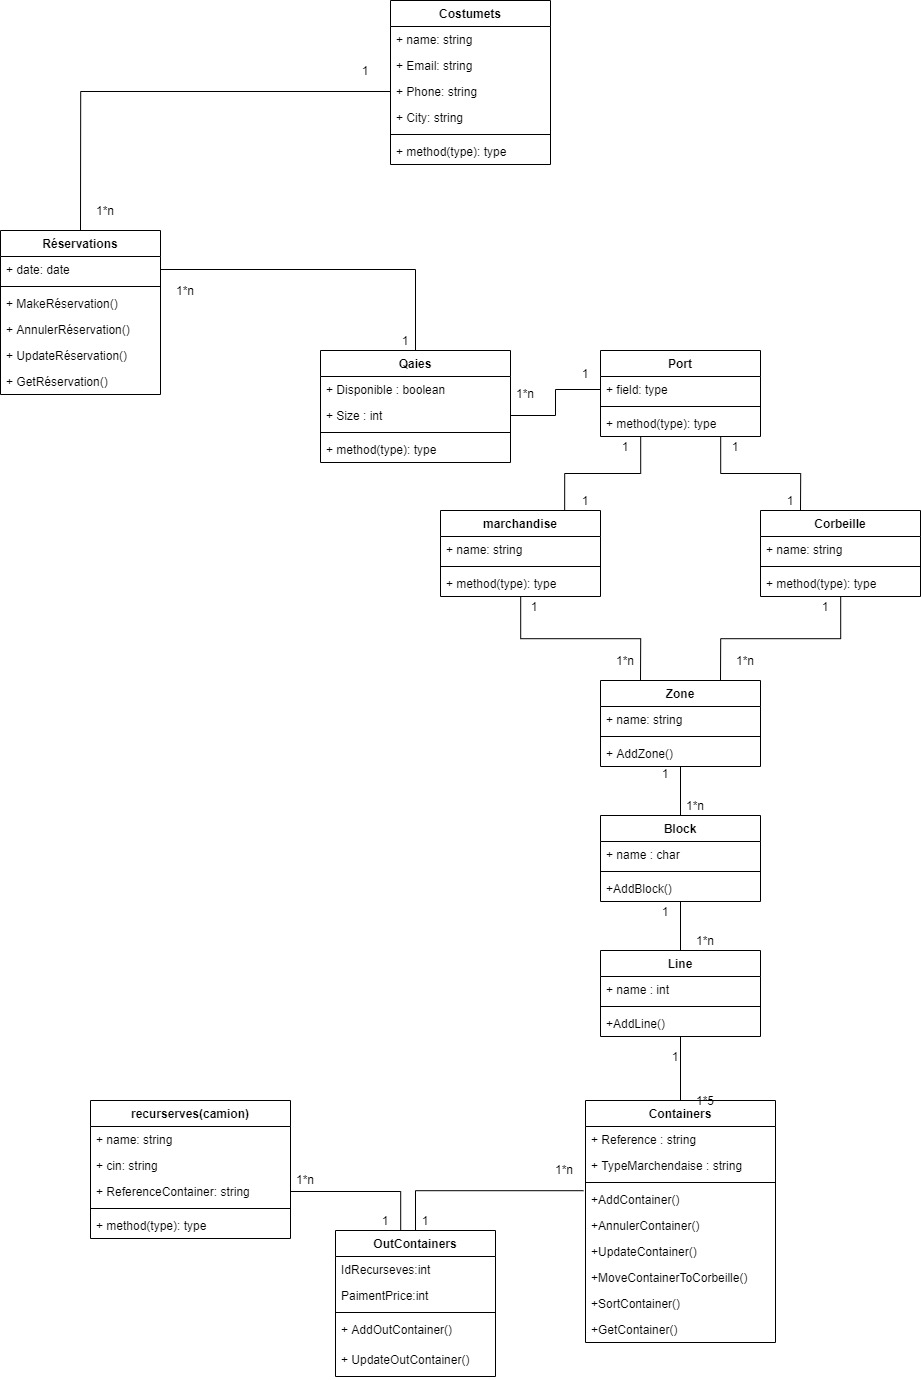 Costumets
+ name: string
+ Email: string
+ Phone: string
+ City: string
+ method(type): type
1
1*n
Réservations
+ date: date
+ MakeRéservation()
+ AnnulerRéservation()
+ UpdateRéservation()
+ GetRéservation()
1*n
1
Qaies
+ Disponible : boolean
+ Size : int
+ method(type): type
1*n
1
Port
+ field: type
+ method(type): type
1
1
1
1
marchandise
+ name: string
+ method(type): type
Corbeille
+ name: string
+ method(type): type
1
1
1*n
1*n
Zone
+ name: string
+ AddZone()
1
1*n
Block
+ name : char
+AddBlock()
1
1*n
Line
+ name : int
+AddLine()
1
1*5
Containers
+ Reference : string
+ TypeMarchendaise : string
+AddContainer()
+AnnulerContainer()
+UpdateContainer()
+MoveContainerToCorbeille()
+SortContainer()
+GetContainer()
recurserves(camion)
+ name: string
+ cin: string
+ ReferenceContainer: string
+ method(type): type
1*n
1*n
1
1
OutContainers
IdRecurseves:int
PaimentPrice:int
+ AddOutContainer()
+ UpdateOutContainer()